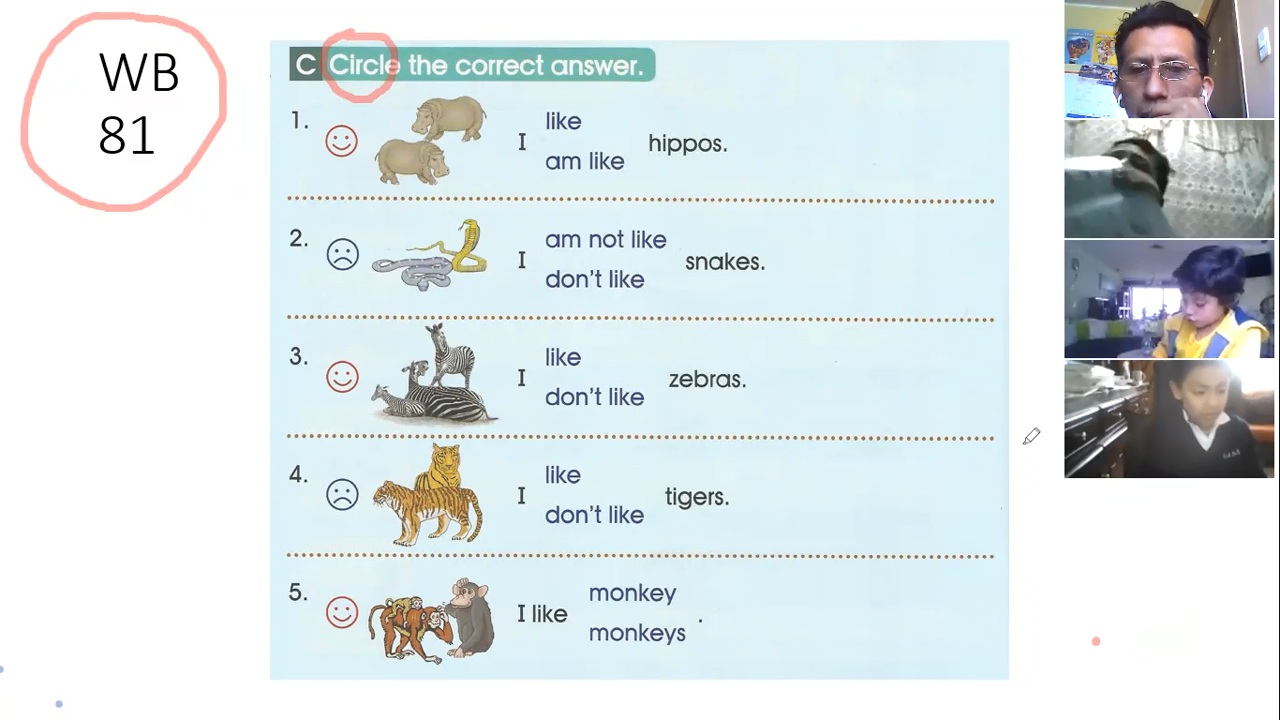 WB
81
C Circle the correct answer.
1. I like hippos.
am like
2. I am not like snakes.
don't like
3. I like zebras.
don't like
4. I like tigers.
don't like
5. I like monkey .
monkeys